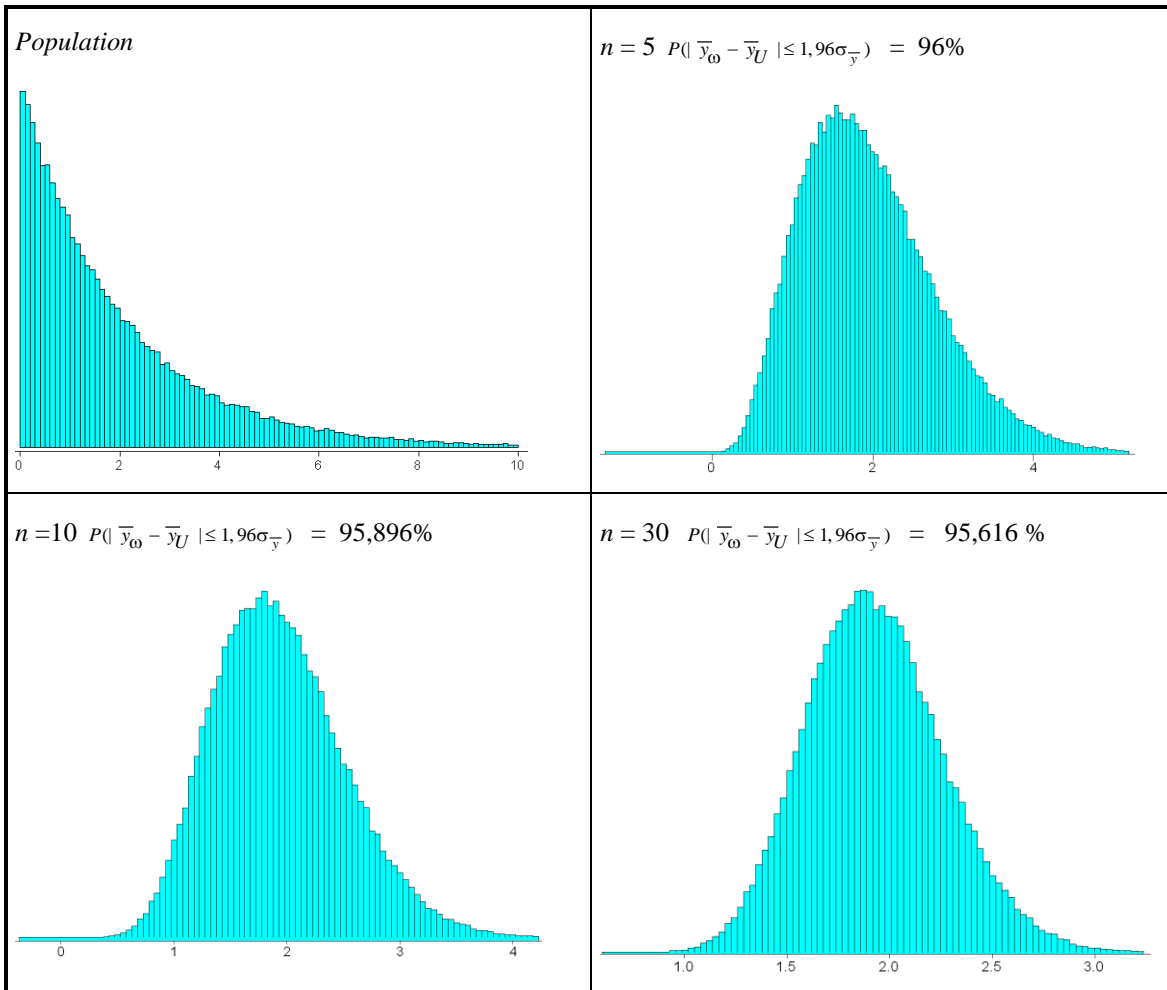 Population
0 2 4 6 8 10
n = 5 P(| y̅ω − y̅U | ≤ 1,96σy̅) = 96%
0 2 4
n =10 P(| y̅ω − y̅U | ≤ 1,96σy̅) = 95,896%
0 1 2 3 4
n = 30 P(| y̅ω − y̅U | ≤ 1,96σy̅) = 95,616 %
1.0 1.5 2.0 2.5 3.0